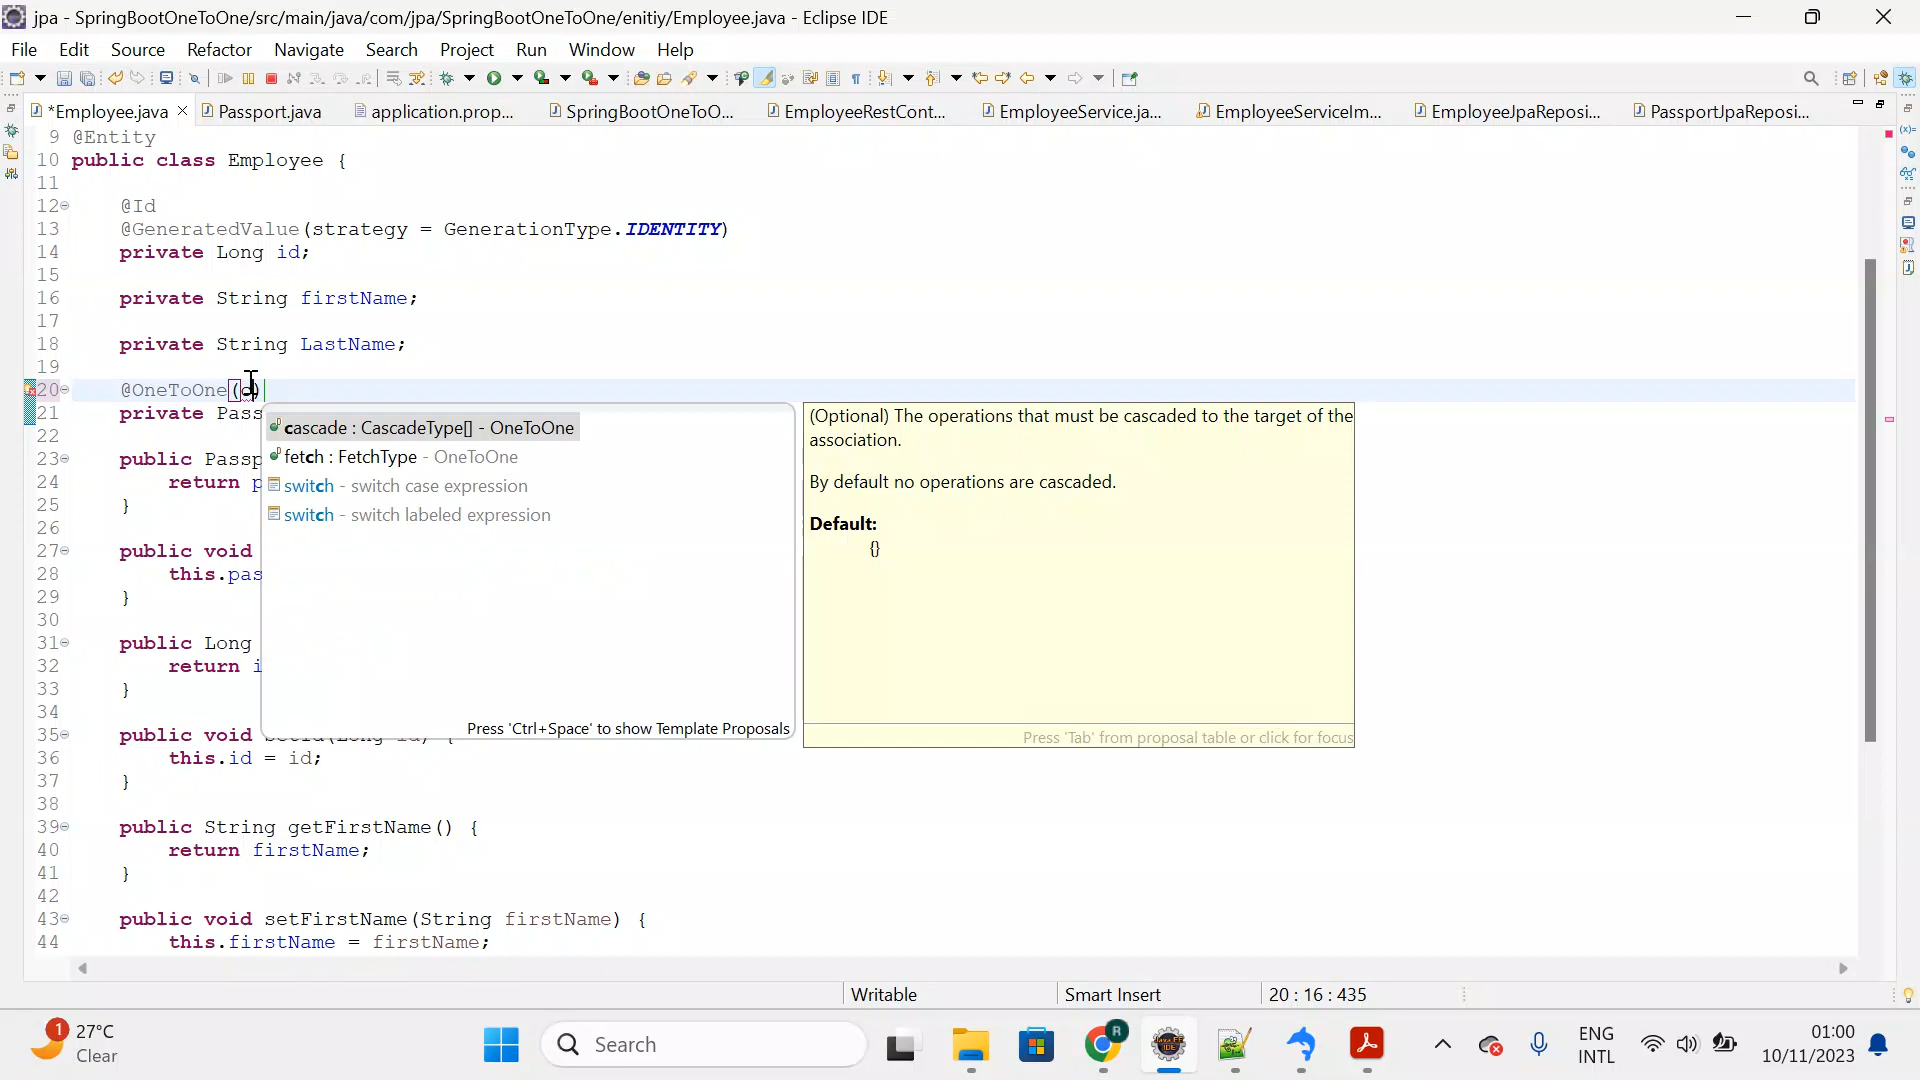 jpa - SpringBootOneToOne/src/main/java/com/jpa/SpringBootOneToOne/enitiy/Employee.java - Eclipse IDE
File Edit Source Refactor Navigate Search Project Run Window Help
*Employee.java Passport.java application.prop... SpringBootOneToO... EmployeeRestCont... EmployeeService.ja... EmployeeServiceIm... EmployeeJpaReposi... PassportJpaReposi...
9 @Entity
10 public class Employee {
11
12 @Id
13 @GeneratedValue(strategy = GenerationType.IDENTITY)
14 private Long id;
15
16 private String firstName;
17
18 private String LastName;
19
20 @OneToOne(c)
21 private Pass
22
23 public Passp
24 return p
25 }
26
27 public void
28 this.pas
29 }
30
31 public Long
32 return i
33 }
34
35 public void setId(Long id) {
36 this.id = id;
37 }
38
39 public String getFirstName() {
40 return firstName;
41 }
42
43 public void setFirstName(String firstName) {
44 this.firstName = firstName;
cascade : CascadeType[] - OneToOne
fetch : FetchType - OneToOne
switch - switch case expression
switch - switch labeled expression
Press 'Ctrl+Space' to show Template Proposals
(Optional) The operations that must be cascaded to the target of the
association.
By default no operations are cascaded.
Default:
{}
Press 'Tab' from proposal table or click for focus
Writable Smart Insert 20 : 16 : 435
1 27°C
Clear
Search
R
Java EE
IDE
ENG
INTL
01:00
10/11/2023